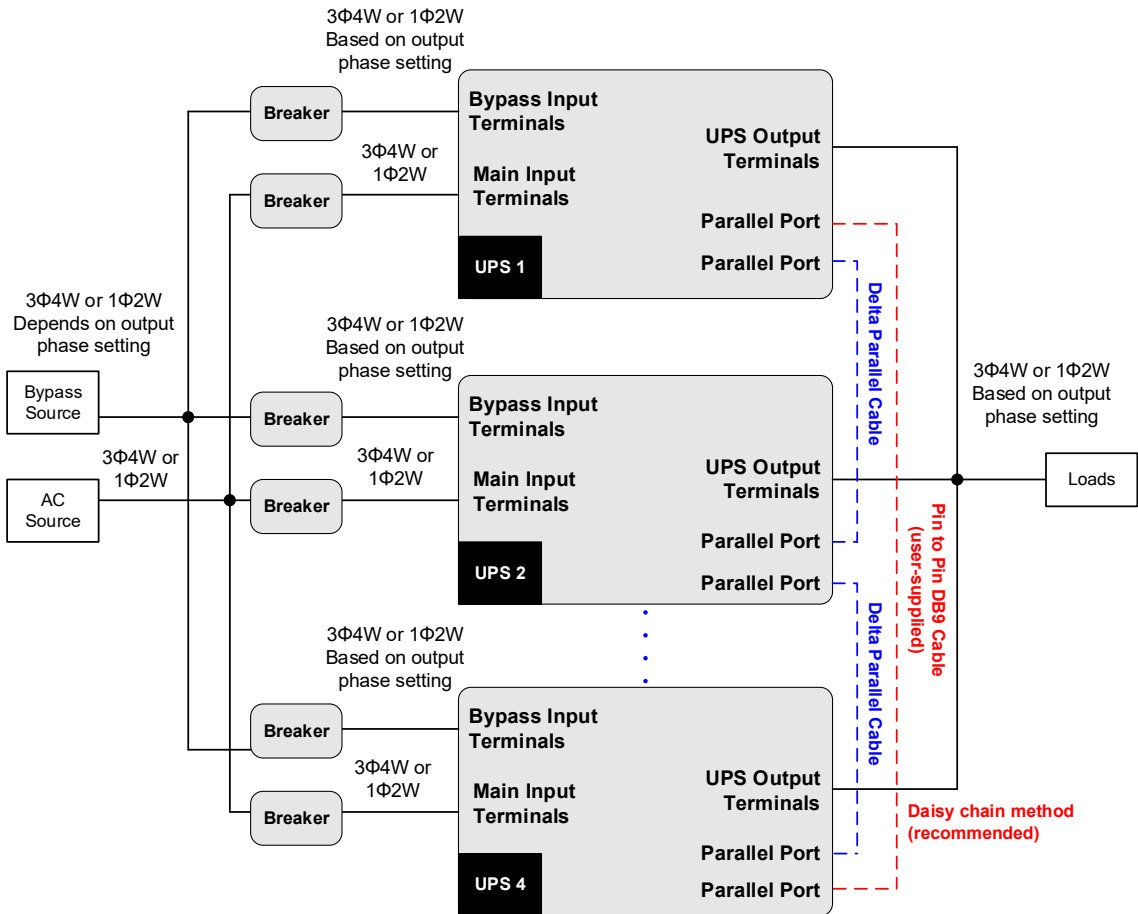 3Φ4W or 1Φ2W
Based on output
phase setting
Breaker
Bypass Input
Terminals
UPS Output
Terminals
3Φ4W or
1Φ2W
Breaker
Main Input
Terminals
Parallel Port
Parallel Port
UPS 1
3Φ4W or 1Φ2W
Depends on output
phase setting
3Φ4W or 1Φ2W
Based on output
phase setting
Delta Parallel Cable
3Φ4W or 1Φ2W
Based on output
phase setting
Bypass
Source
Breaker
Bypass Input
Terminals
3Φ4W or
1Φ2W
3Φ4W or
1Φ2W
UPS Output
Terminals
AC
Source
Breaker
Main Input
Terminals
Loads
Parallel Port
Parallel Port
UPS 2
Pin to Pin DB9 Cable
(user-supplied)
Delta Parallel Cable
3Φ4W or 1Φ2W
Based on output
phase setting
Breaker
Bypass Input
Terminals
3Φ4W or
1Φ2W
UPS Output
Terminals
Breaker
Main Input
Terminals
Daisy chain method
(recommended)
Parallel Port
Parallel Port
UPS 4